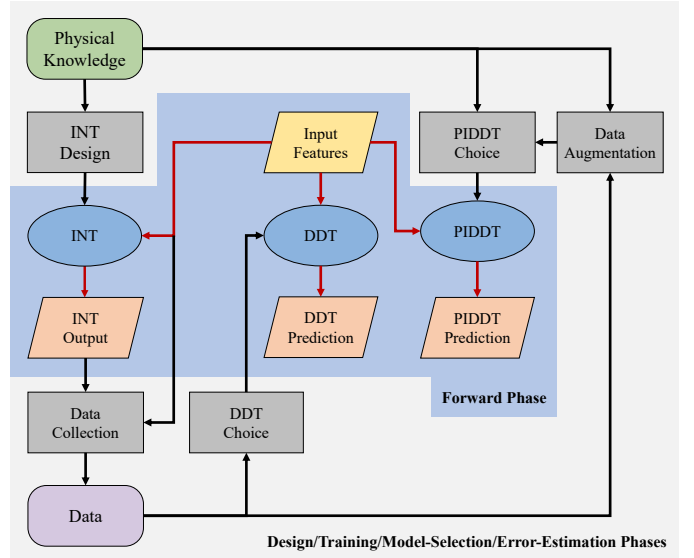 Physical
Knowledge
INT
Design
Input
Features
PIDDT
Choice
Data
Augmentation
INT
DDT
PIDDT
INT
Output
DDT
Prediction
PIDDT
Prediction
Forward Phase
Data
Collection
DDT
Choice
Data
Design/Training/Model-Selection/Error-Estimation Phases